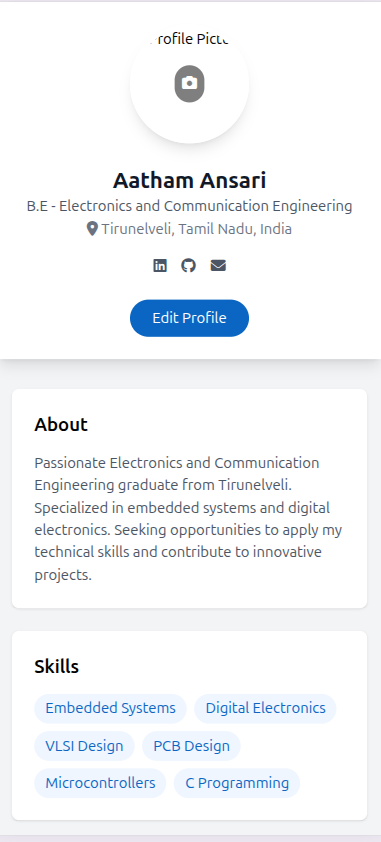 rofile Pict
Aatham Ansari
B.E - Electronics and Communication Engineering
Tirunelveli, Tamil Nadu, India
Edit Profile
About
Passionate Electronics and Communication
Engineering graduate from Tirunelveli.
Specialized in embedded systems and digital
electronics. Seeking opportunities to apply my
technical skills and contribute to innovative
projects.
Skills
Embedded Systems Digital Electronics
VLSI Design PCB Design
Microcontrollers C Programming